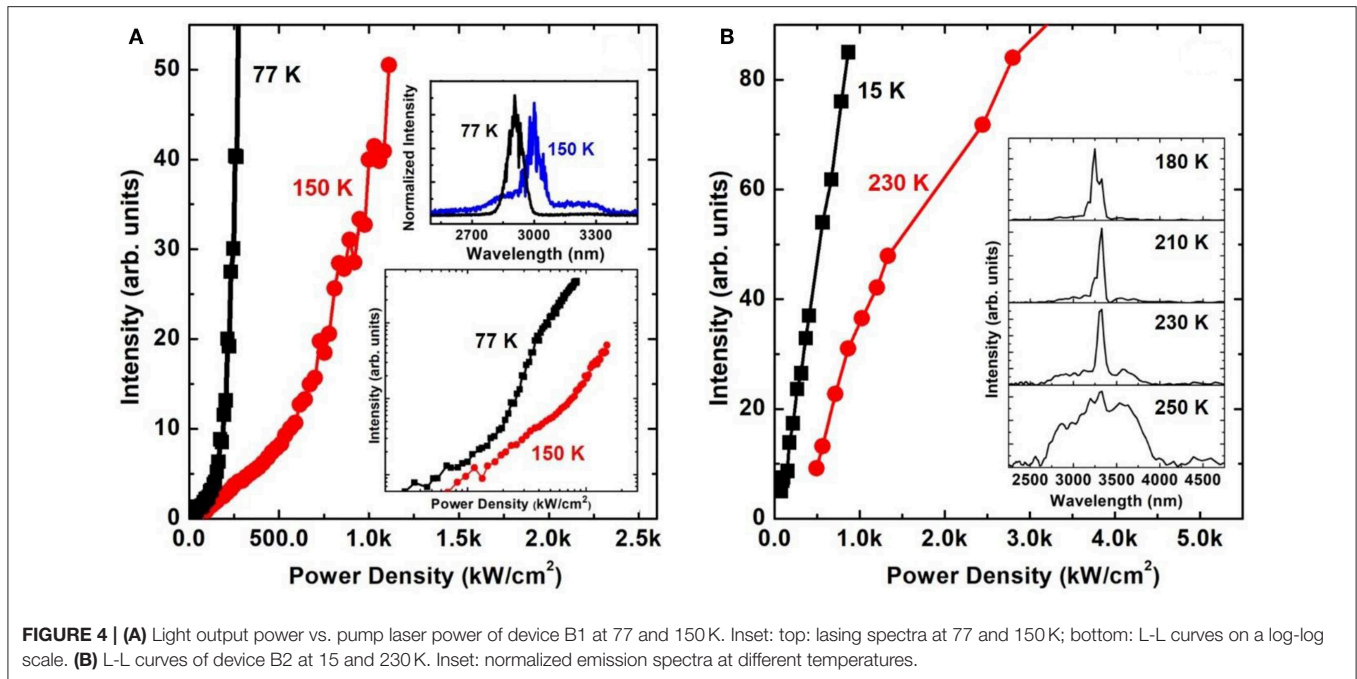 A
50
40
30
20
10
0
Intensity (arb. units)
0.0 500.0 1.0k 1.5k 2.0k 2.5k
Power Density (kW/cm²)
77 K
150 K
Normalized Intensity
77 K
150 K
2700 3000 3300
Wavelength (nm)
Intensity (arb. units)
77 K
150 K
Power Density (kW/cm²)
B
80
60
40
20
0
Intensity (arb. units)
0.0 1.0k 2.0k 3.0k 4.0k 5.0k
Power Density (kW/cm²)
15 K
230 K
Intensity (arb. units)
180 K
210 K
230 K
250 K
2500 3000 3500 4000 4500
Wavelength (nm)
FIGURE 4 | (A) Light output power vs. pump laser power of device B1 at 77 and 150 K. Inset: top: lasing spectra at 77 and 150 K; bottom: L-L curves on a log-log
scale. (B) L-L curves of device B2 at 15 and 230 K. Inset: normalized emission spectra at different temperatures.